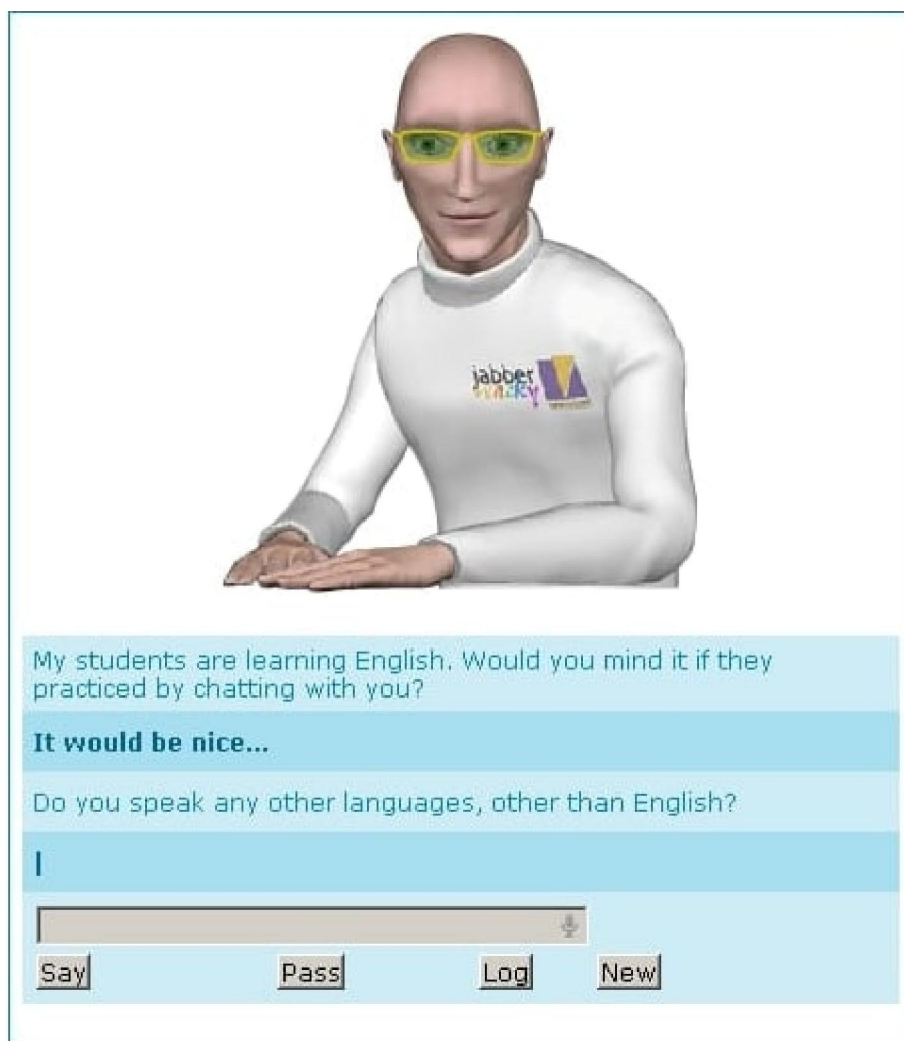 jabber
wacky
My students are learning English. Would you mind it if they
practiced by chatting with you?
It would be nice...
Do you speak any other languages, other than English?
|
Say Pass Log New